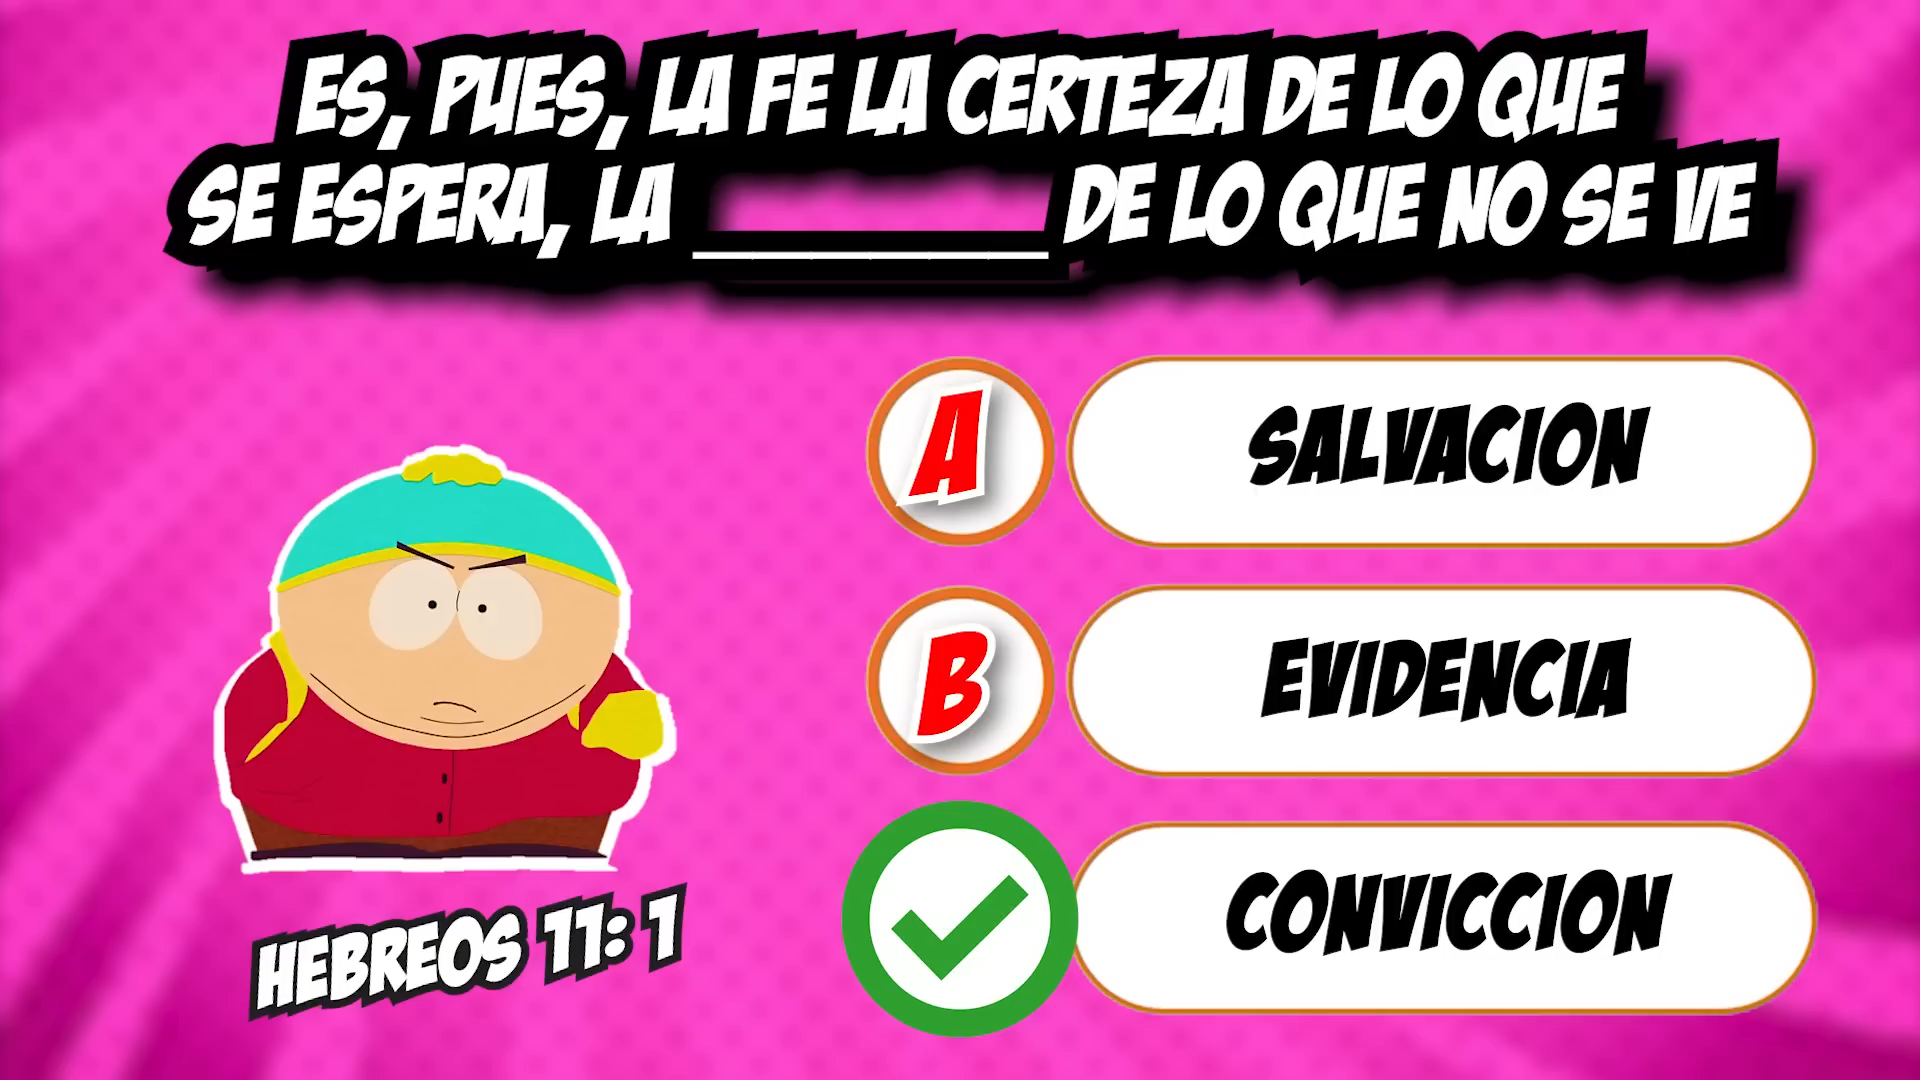 ES, PUES, LA FE LA CERTEZA DE LO QUE
SE ESPERA, LA ______ DE LO QUE NO SE VE
A SALVACION
B EVIDENCIA
CONVICCION
HEBREOS 11: 1